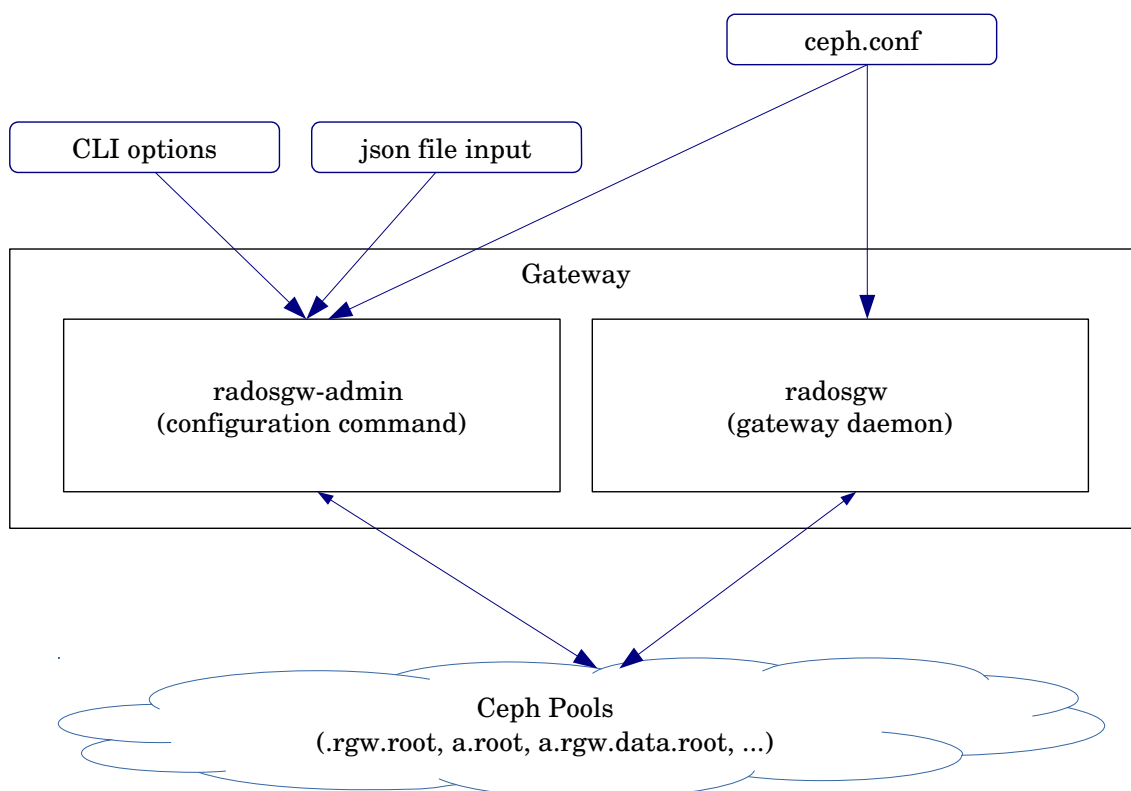 ceph.conf
CLI options
json file input
Gateway
radosgw-admin
(configuration command)
radosgw
(gateway daemon)
Ceph Pools
(.rgw.root, a.root, a.rgw.data.root, ...)